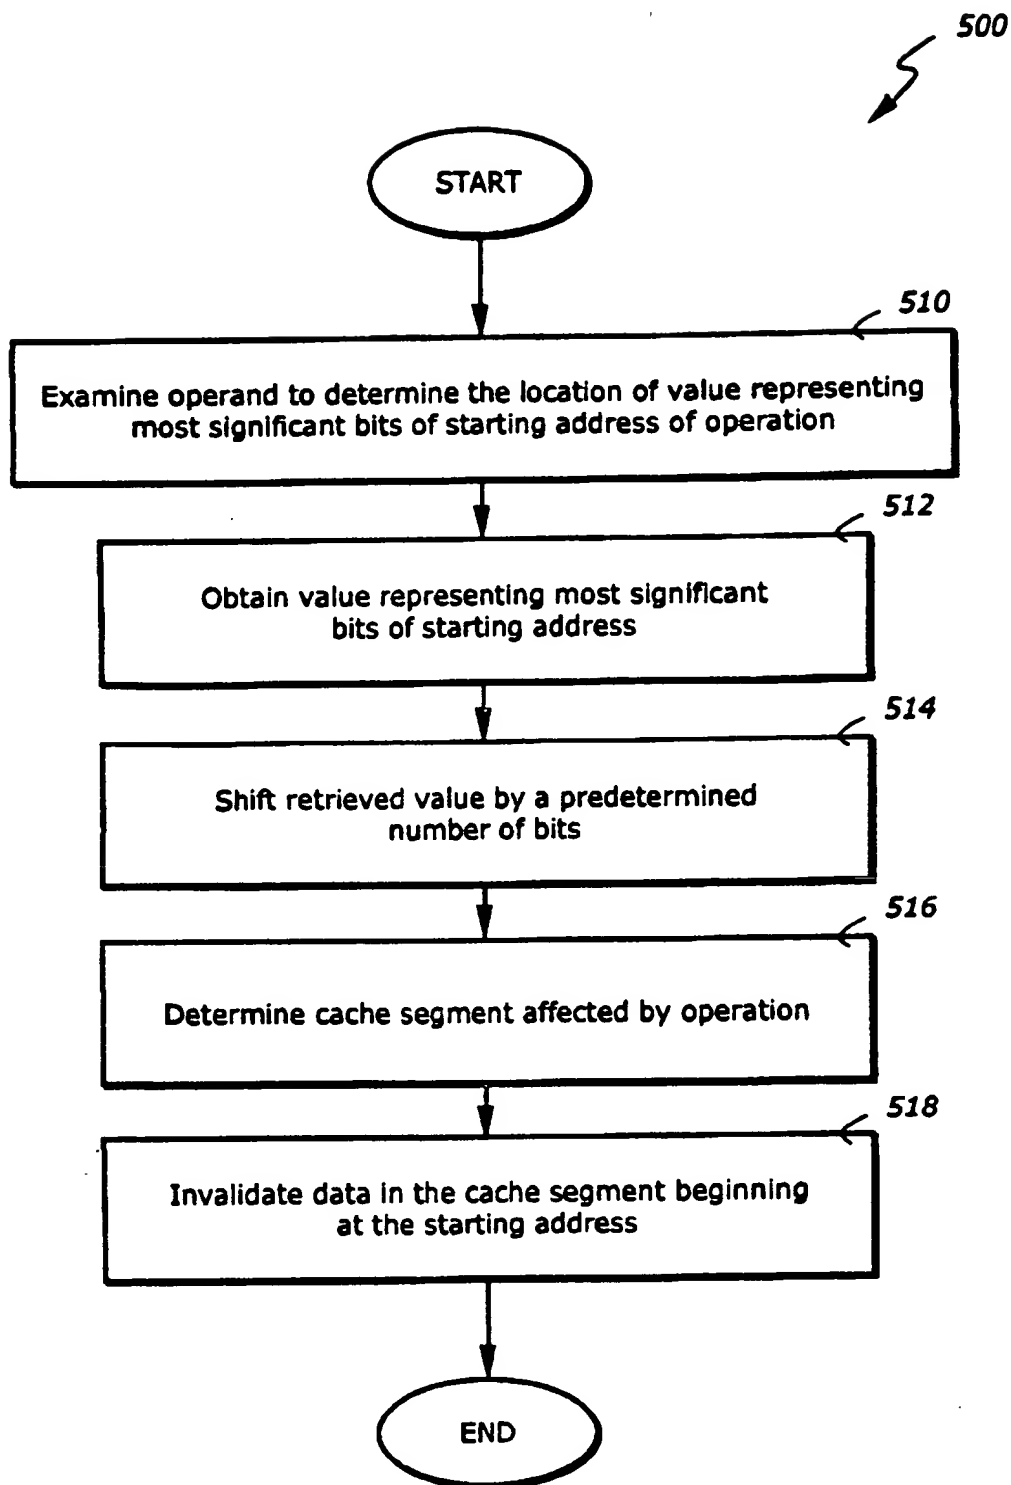 500
START
510
Examine operand to determine the location of value representing
most significant bits of starting address of operation
512
Obtain value representing most significant
bits of starting address
514
Shift retrieved value by a predetermined
number of bits
516
Determine cache segment affected by operation
518
Invalidate data in the cache segment beginning
at the starting address
END